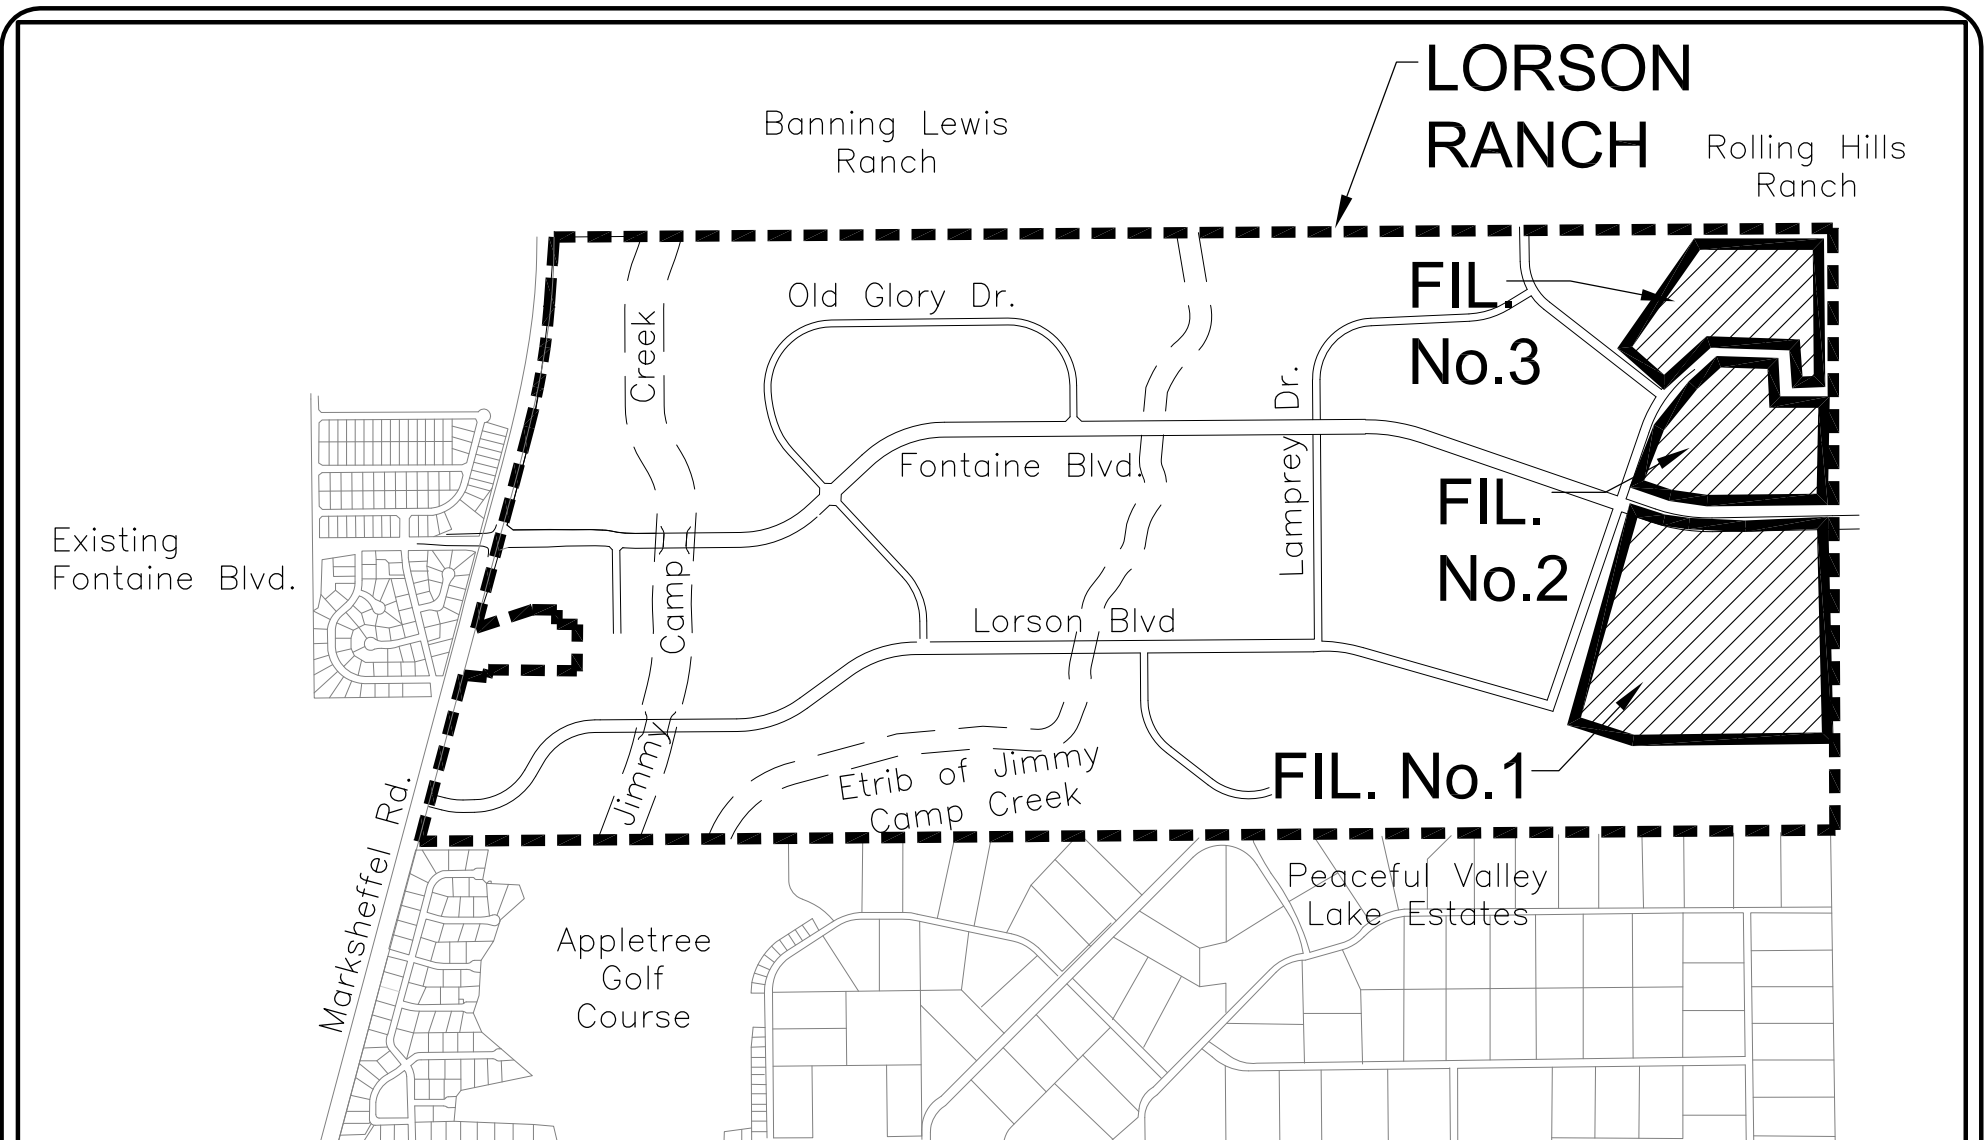 LORSON
RANCH
Banning Lewis
Ranch
Rolling Hills
Ranch
Old Glory Dr.
FIL.
No.3
Creek
Lamprey Dr.
Fontaine Blvd.
FIL.
No.2
Existing
Fontaine Blvd.
Camp
Lorson Blvd
Jimmy
Etrib of Jimmy
Camp Creek
FIL. No.1
Marksheffel Rd.
Peaceful Valley
Lake Estates
Appletree
Golf
Course